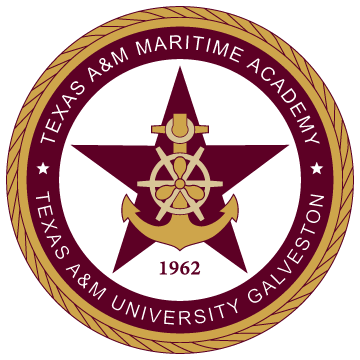 TEXAS A&M MARITIME ACADEMY
1962
TEXAS A&M UNIVERSITY GALVESTON